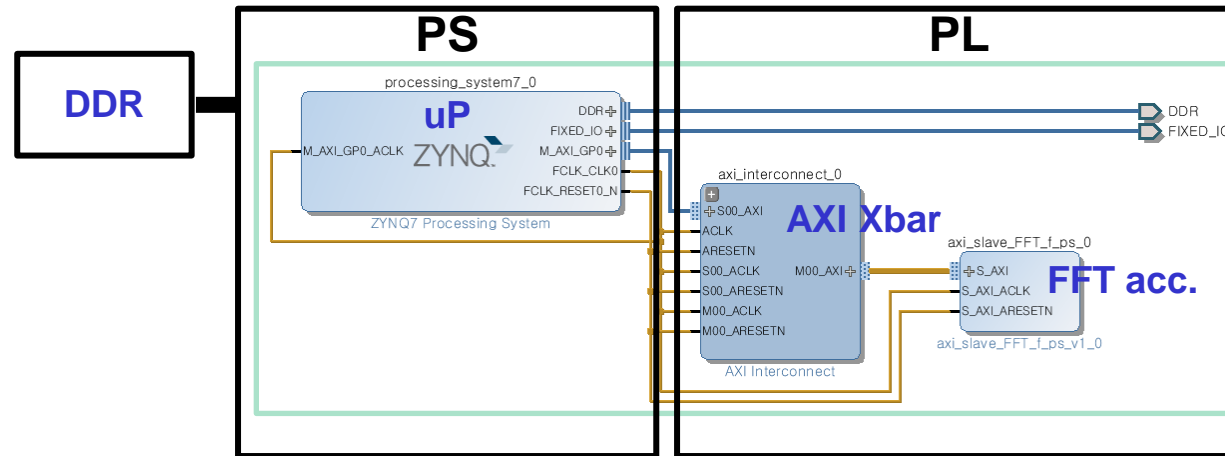 PS
PL
DDR
processing_system7_0
uP
ZYNQ
M_AXI_GP0_ACLK
DDR
FIXED_IO
M_AXI_GP0
FCLK_CLK0
FCLK_RESET0_N
ZYNQ7 Processing System
DDR
FIXED_IO
axi_interconnect_0
AXI Xbar
S00_AXI
ACLK
ARESETN
S00_ACLK
S00_ARESETN
M00_ACLK
M00_ARESETN
M00_AXI
AXI Interconnect
axi_slave_FFT_f_ps_0
FFT acc.
S_AXI
S_AXI_ACLK
S_AXI_ARESETN
axi_slave_FFT_f_ps_v1_0